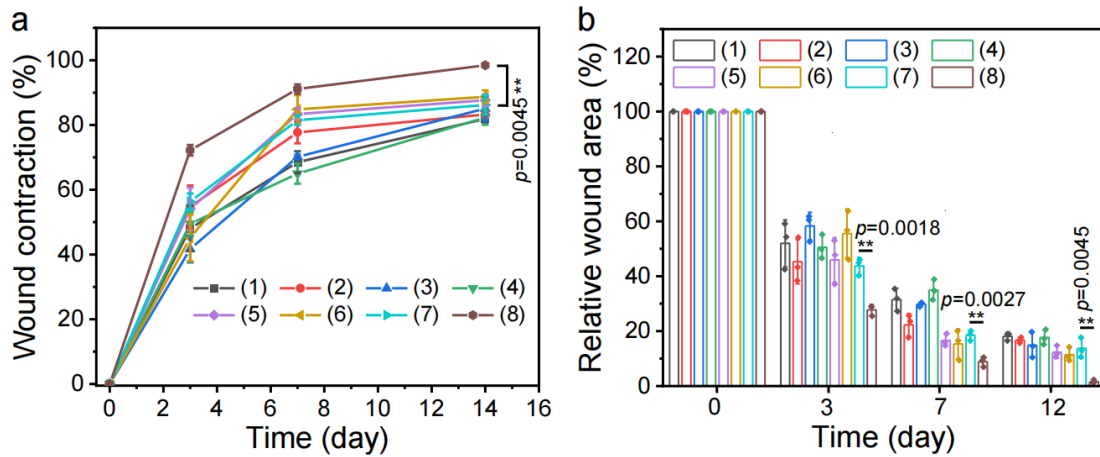 a
Wound contraction (%)
100
80
60
40
20
0
0 2 4 6 8 10 12 14 16
Time (day)
(1) (2) (3) (4)
(5) (6) (7) (8)
p=0.0045**
b
Relative wound area (%)
120
100
80
60
40
20
0
(1) (2) (3) (4)
(5) (6) (7) (8)
p=0.0018
**
p=0.0027
**
p=0.0045
**
0 3 7 12
Time (day)